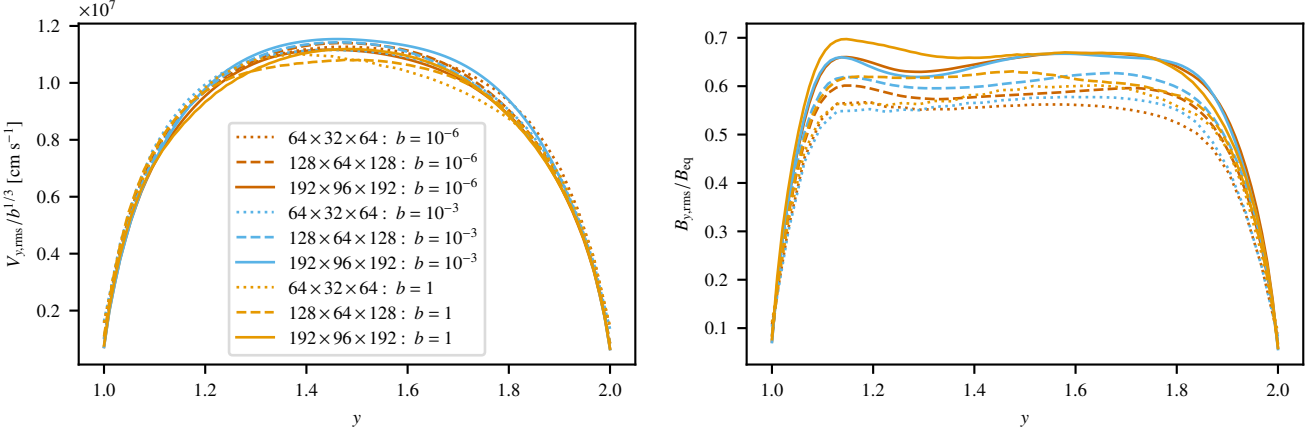 ×10⁷
1.2
1.0
0.8
0.6
0.4
0.2
V_{y,rms}/b^{1/3} [cm s⁻¹]
64×32×64: b = 10⁻⁶
128×64×128: b = 10⁻⁶
192×96×192: b = 10⁻⁶
64×32×64: b = 10⁻³
128×64×128: b = 10⁻³
192×96×192: b = 10⁻³
64×32×64: b = 1
128×64×128: b = 1
192×96×192: b = 1
1.0 1.2 1.4 1.6 1.8 2.0
y
0.7
0.6
0.5
0.4
0.3
0.2
0.1
B_{y,rms}/B_{eq}
1.0 1.2 1.4 1.6 1.8 2.0
y